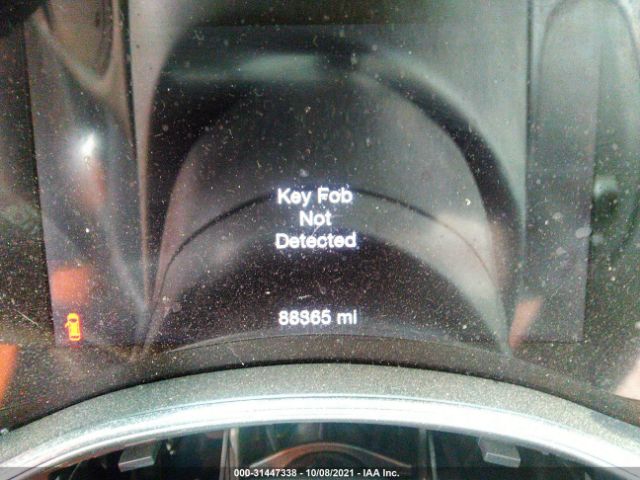 Key Fob
Not
Detected
88365 mi
000-31447338 - 10/08/2021 - IAA Inc.